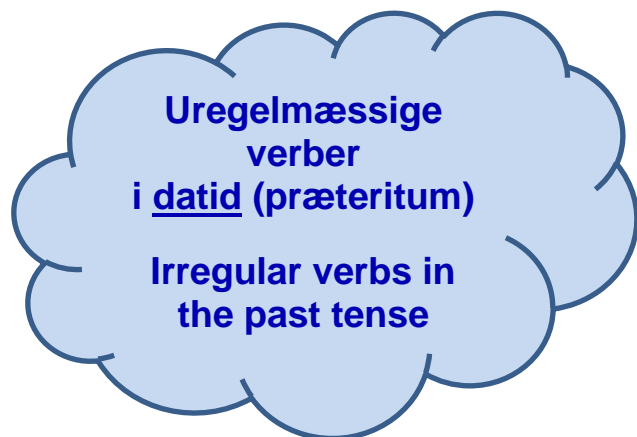 Uregelmæssige
verber
i datid (præteritum)
Irregular verbs in
the past tense